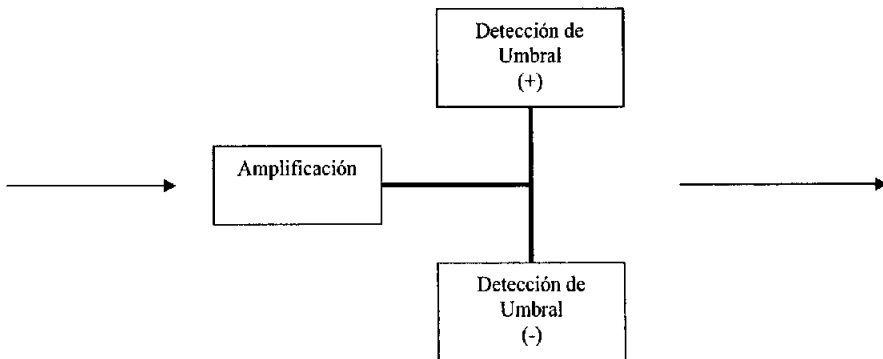 Detección de
Umbral
(+)
Amplificación
Detección de
Umbral
(-)